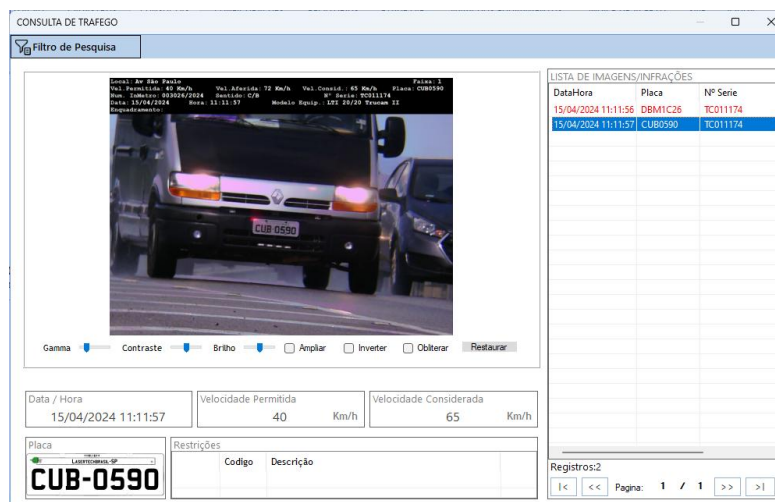 CONSULTA DE TRAFEGO
Filtro de Pesquisa
Local: Av São Paulo Faixa: 1
Vel.Permitida: 40 Km/h Vel.Aferida: 72 Km/h Vel.Consid.: 65 Km/h Placa: CUB0590
Num. InMetro: 003026/2024 Sentido: C/B Nº Serie: TC011174
Data: 15/04/2024 Hora: 11:11:57 Modelo Equip.: LTI 20/20 Trucam II
Enquadramento:
CUB 0590
Gamma Contraste Brilho Ampliar Inverter Obliterar Restaurar
Data / Hora
15/04/2024 11:11:57
Velocidade Permitida
40 Km/h
Velocidade Considerada
65 Km/h
Placa
LASERTECHBRASIL-SP
CUB-0590
Restrições
Codigo Descrição
LISTA DE IMAGENS/INFRAÇÕES
DataHora Placa Nº Serie
15/04/2024 11:11:56 DBM1C26 TC011174
15/04/2024 11:11:57 CUB0590 TC011174
Registros:2
|< << Pagina: 1 / 1 >> >|